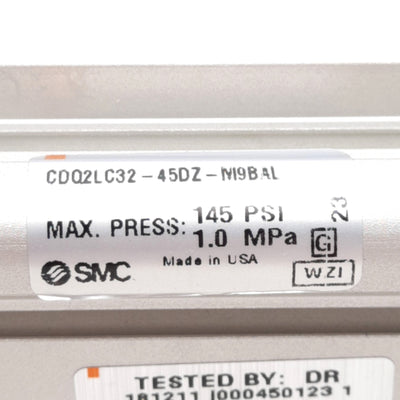 CDQ2LC32-45DZ-M9BAL
MAX. PRESS: 145 PSI
1.0 MPa
G
23
Made in USA
SMC
WZI
TESTED BY: DR
181211 J000450123 1